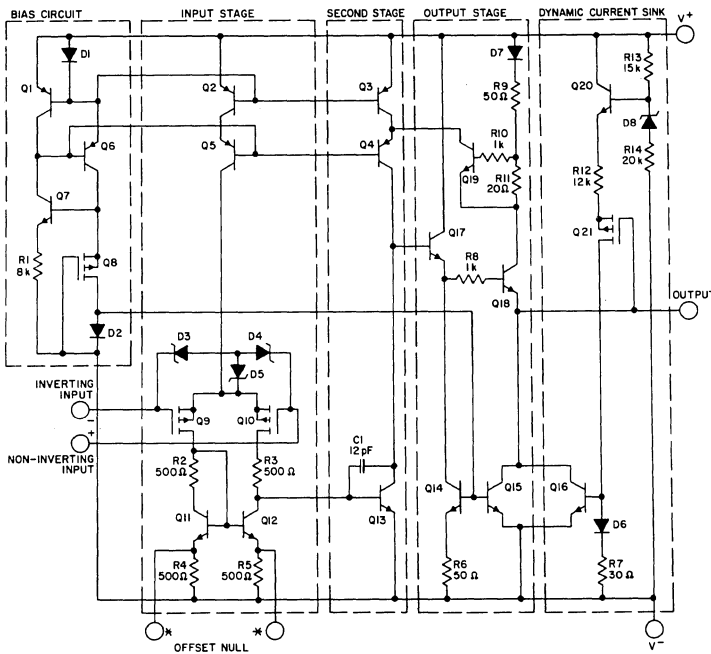 BIAS CIRCUIT
INPUT STAGE
SECOND STAGE
OUTPUT STAGE
DYNAMIC CURRENT SINK
V+
D1
D7
R13
15k
Q1
Q2
Q3
Q20
R9
50Ω
D8
Q6
Q5
Q4
R10
1k
Q19
R11
20Ω
R14
20k
Q7
R12
12k
Q17
Q21
R1
8k
Q8
R8
1k
Q18
OUTPUT
D2
D3
D4
D5
INVERTING
INPUT
-
Q9
Q10
+
NON-INVERTING
INPUT
C1
12pF
R2
500Ω
R3
500Ω
Q14
Q15
Q16
Q11
Q12
Q13
D6
R4
500Ω
R5
500Ω
R6
50Ω
R7
30Ω
*
*
OFFSET NULL
V-